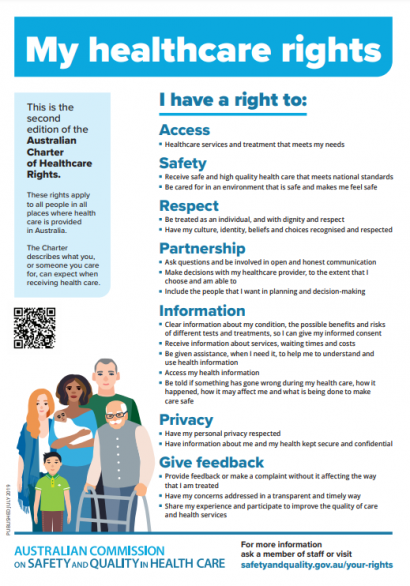 My healthcare rights
This is the
second
edition of the
Australian
Charter
of Healthcare
Rights.
These rights apply
to all people in all
places where health
care is provided
in Australia.
The Charter
describes what you,
or someone you care
for, can expect when
receiving health care.
I have a right to:
Access
▪ Healthcare services and treatment that meets my needs
Safety
▪ Receive safe and high quality health care that meets national standards
▪ Be cared for in an environment that is safe and makes me feel safe
Respect
▪ Be treated as an individual, and with dignity and respect
▪ Have my culture, identity, beliefs and choices recognised and respected
Partnership
▪ Ask questions and be involved in open and honest communication
▪ Make decisions with my healthcare provider, to the extent that I
choose and am able to
▪ Include the people that I want in planning and decision-making
Information
▪ Clear information about my condition, the possible benefits and risks
of different tests and treatments, so I can give my informed consent
▪ Receive information about services, waiting times and costs
▪ Be given assistance, when I need it, to help me to understand and
use health information
▪ Access my health information
▪ Be told if something has gone wrong during my health care, how it
happened, how it may affect me and what is being done to make
care safe
Privacy
▪ Have my personal privacy respected
▪ Have information about me and my health kept secure and confidential
Give feedback
▪ Provide feedback or make a complaint without it affecting the way
that I am treated
▪ Have my concerns addressed in a transparent and timely way
▪ Share my experience and participate to improve the quality of care
and health services
PUBLISHED JULY 2019
AUSTRALIAN COMMISSION
ON SAFETY AND QUALITY IN HEALTH CARE
For more information
ask a member of staff or visit
safetyandquality.gov.au/your-rights